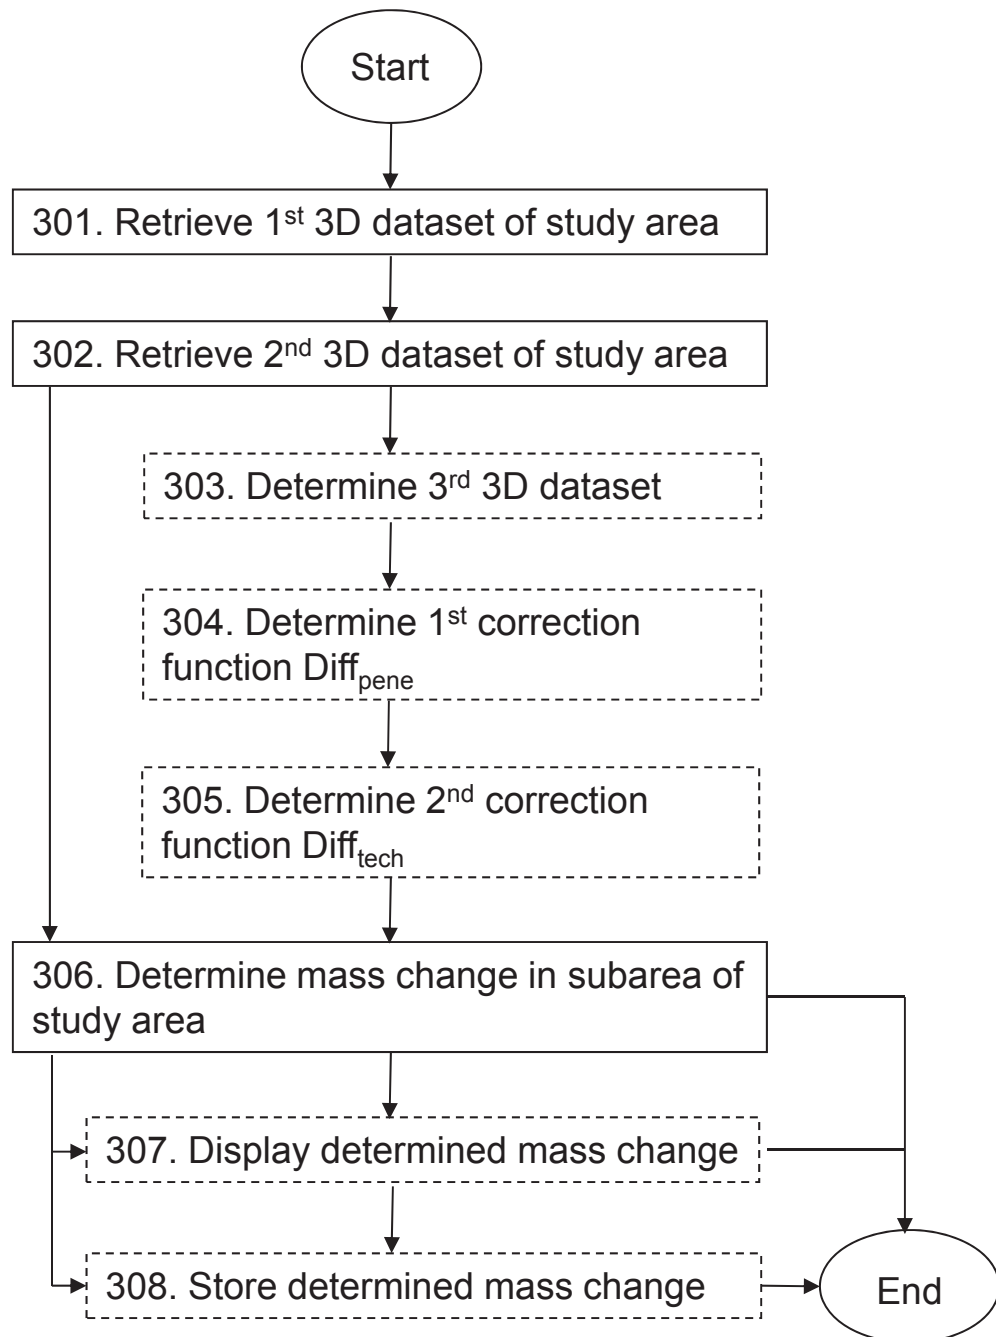 Start
301. Retrieve 1st 3D dataset of study area
302. Retrieve 2nd 3D dataset of study area
303. Determine 3rd 3D dataset
304. Determine 1st correction
function Diffpene
305. Determine 2nd correction
function Difftech
306. Determine mass change in subarea of
study area
307. Display determined mass change
308. Store determined mass change
End